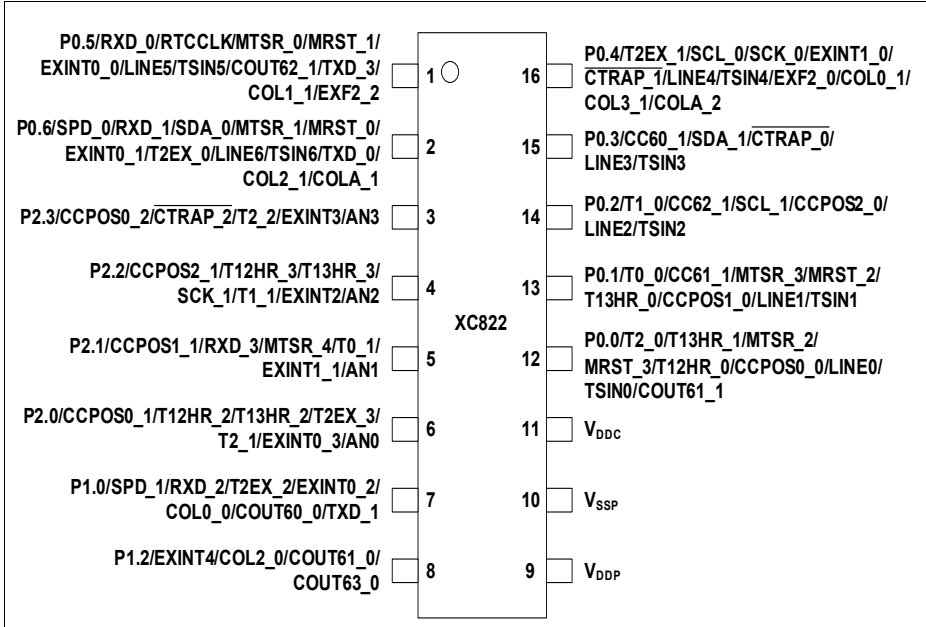 P0.5/RXD_0/RTCCLK/MTSR_0/MRST_1/
EXINT0_0/LINE5/TSIN5/COUT62_1/TXD_3/
COL1_1/EXF2_2
1
P0.6/SPD_0/RXD_1/SDA_0/MTSR_1/MRST_0/
EXINT0_1/T2EX_0/LINE6/TSIN6/TXD_0/
COL2_1/COLA_1
2
P2.3/CCPOS0_2/CTRAP_2/T2_2/EXINT3/AN3
3
P2.2/CCPOS2_1/T12HR_3/T13HR_3/
SCK_1/T1_1/EXINT2/AN2
4
P2.1/CCPOS1_1/RXD_3/MTSR_4/T0_1/
EXINT1_1/AN1
5
P2.0/CCPOS0_1/T12HR_2/T13HR_2/T2EX_3/
T2_1/EXINT0_3/AN0
6
P1.0/SPD_1/RXD_2/T2EX_2/EXINT0_2/
COL0_0/COUT60_0/TXD_1
7
P1.2/EXINT4/COL2_0/COUT61_0/
COUT63_0
8
XC822
16
P0.4/T2EX_1/SCL_0/SCK_0/EXINT1_0/
CTRAP_1/LINE4/TSIN4/EXF2_0/COL0_1/
COL3_1/COLA_2
15
P0.3/CC60_1/SDA_1/CTRAP_0/
LINE3/TSIN3
14
P0.2/T1_0/CC62_1/SCL_1/CCPOS2_0/
LINE2/TSIN2
13
P0.1/T0_0/CC61_1/MTSR_3/MRST_2/
T13HR_0/CCPOS1_0/LINE1/TSIN1
12
P0.0/T2_0/T13HR_1/MTSR_2/
MRST_3/T12HR_0/CCPOS0_0/LINE0/
TSIN0/COUT61_1
11
VDDC
10
VSSP
9
VDDP